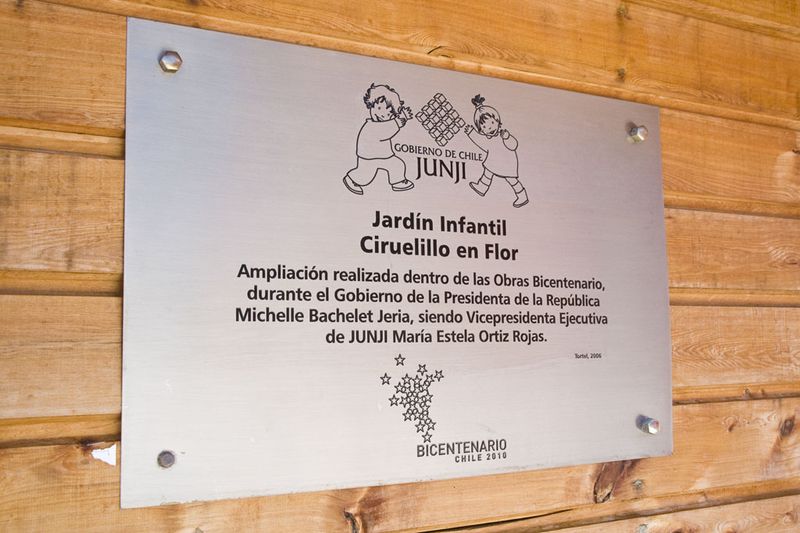 GOBIERNO DE CHILE
JUNJI
Jardín Infantil
Ciruelillo en Flor
Ampliación realizada dentro de las Obras Bicentenario,
durante el Gobierno de la Presidenta de la República
Michelle Bachelet Jeria, siendo Vicepresidenta Ejecutiva
de JUNJI María Estela Ortiz Rojas.
Tortel, 2006
BICENTENARIO
CHILE 2010